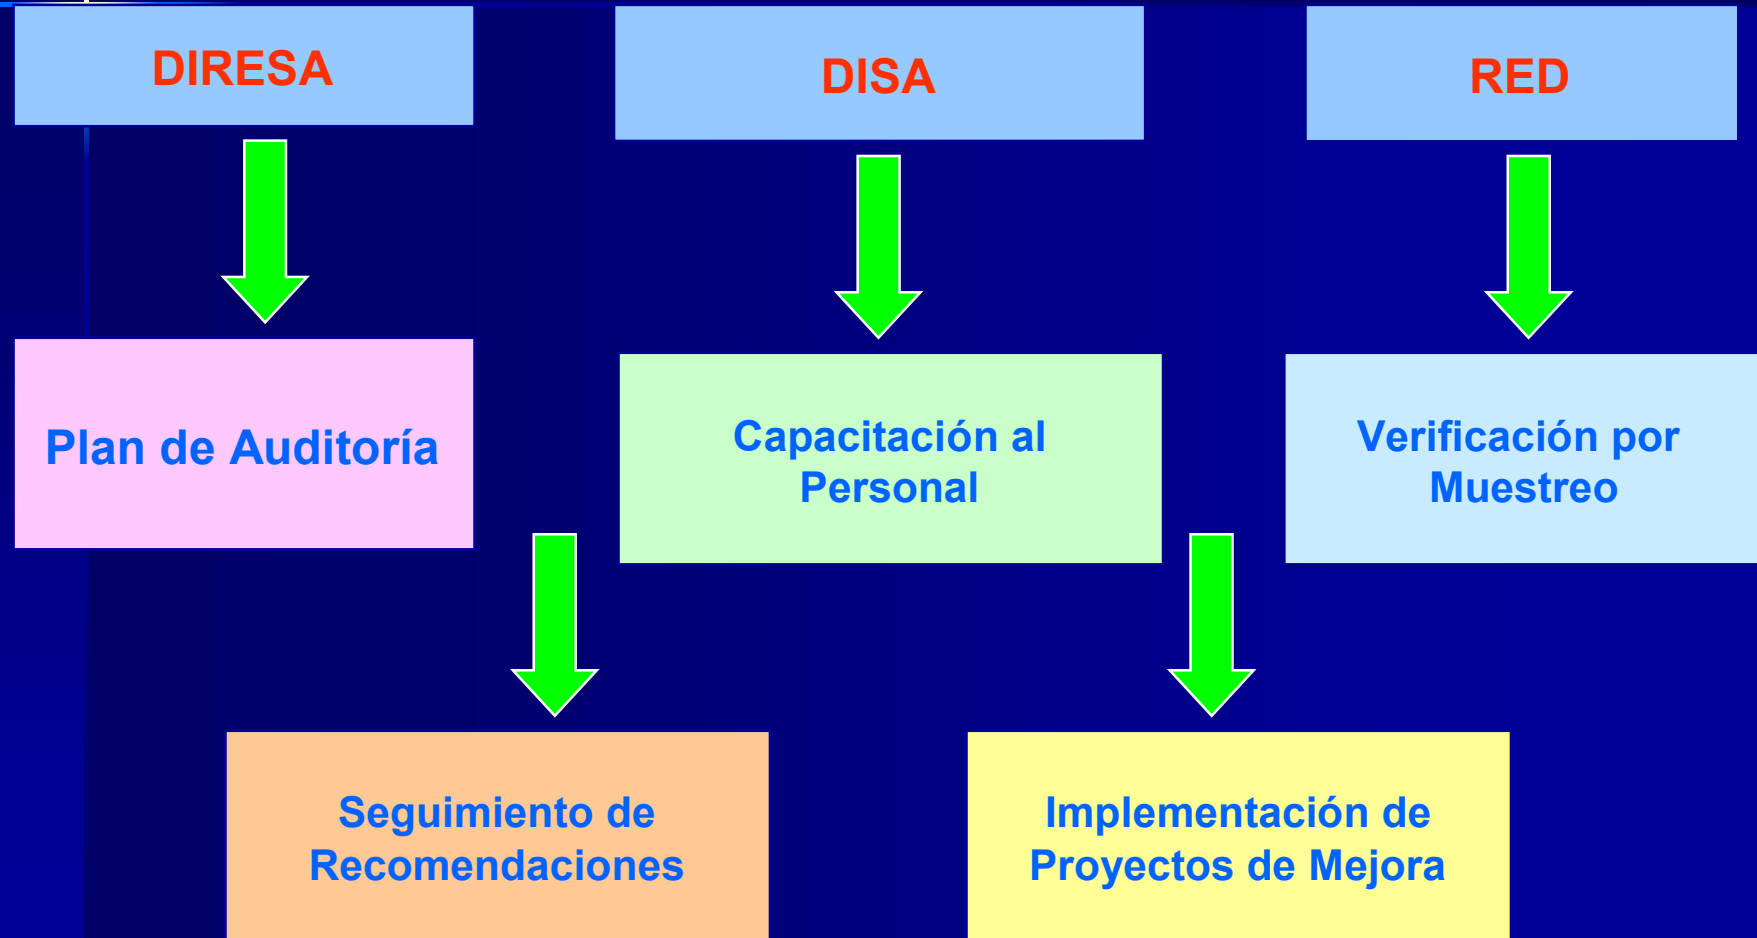 DIRESA
DISA
RED
Plan de Auditoría
Capacitación al
Personal
Verificación por
Muestreo
Seguimiento de
Recomendaciones
Implementación de
Proyectos de Mejora